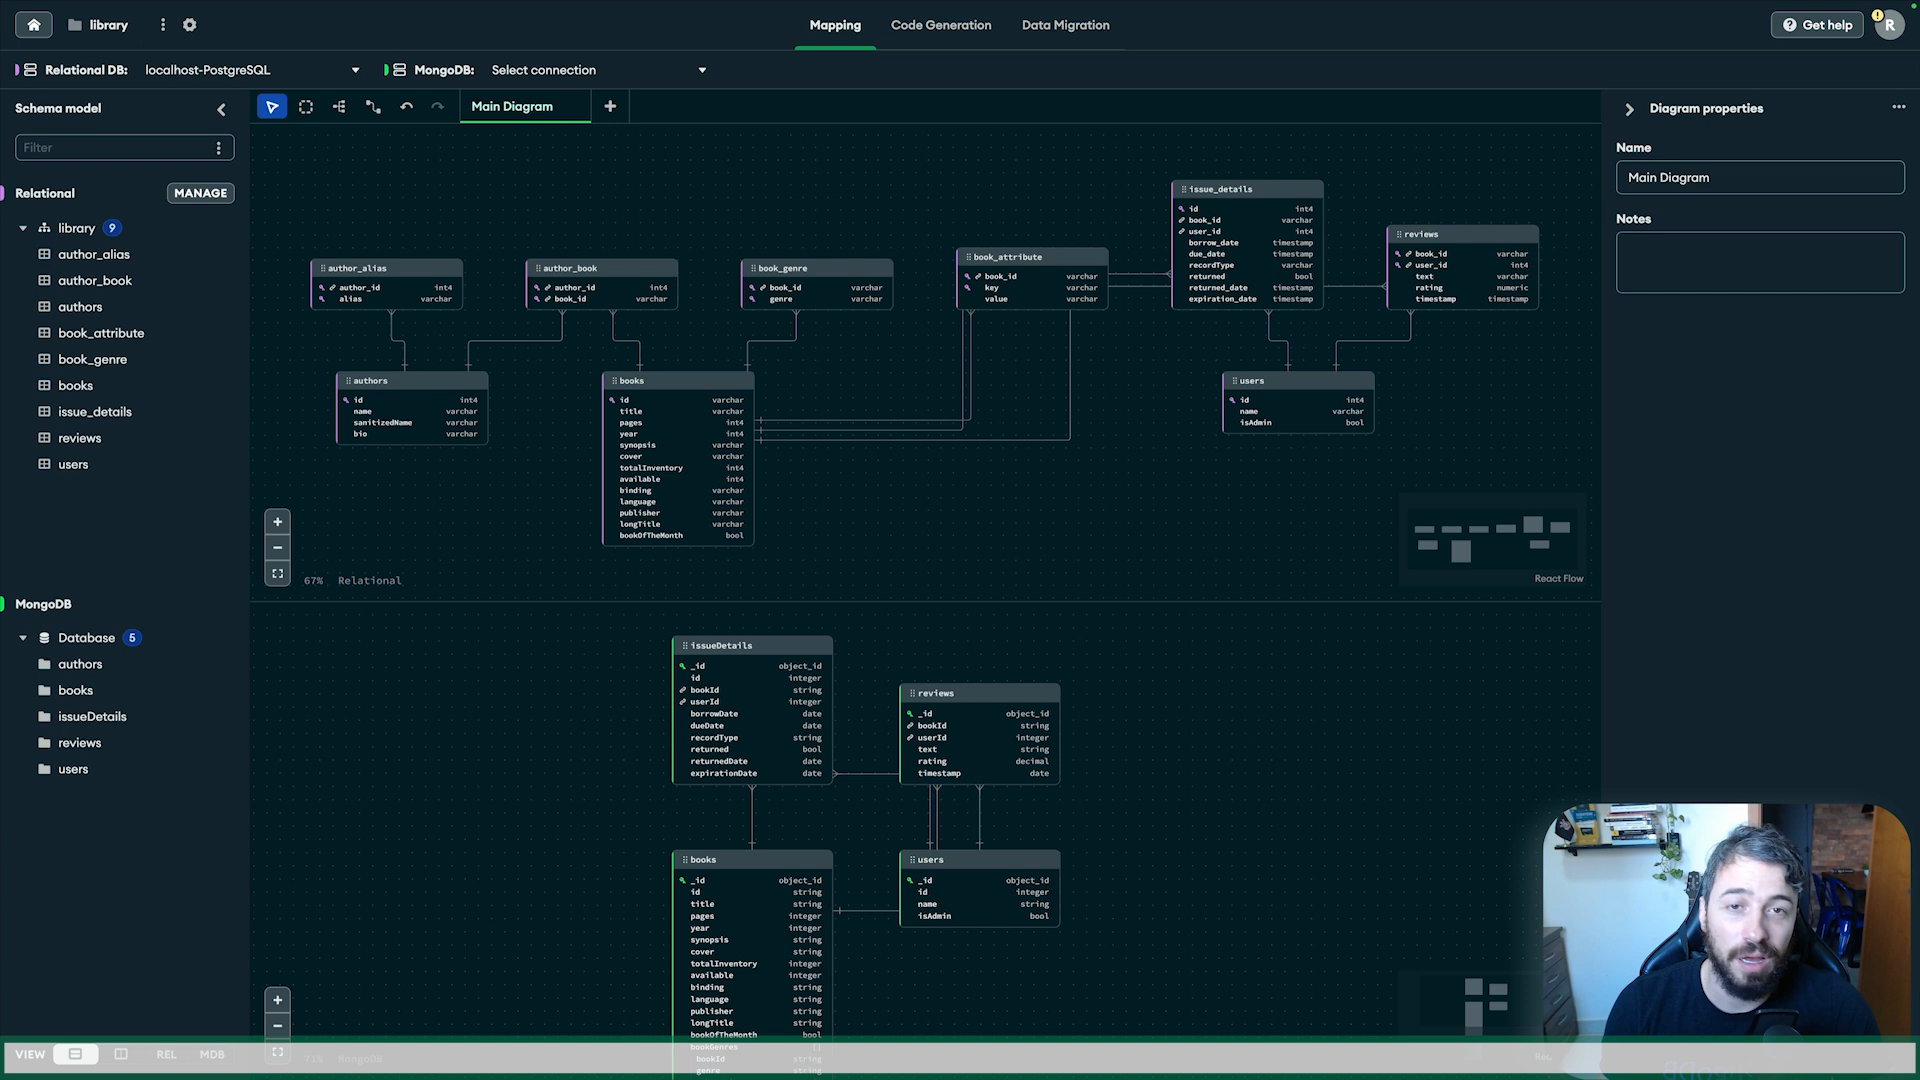 library
Mapping
Code Generation
Data Migration
Get help
R
Relational DB:
localhost-PostgreSQL
MongoDB:
Select connection
Schema model
Filter
Relational
MANAGE
library 9
author_alias
author_book
authors
book_attribute
book_genre
books
issue_details
reviews
users
MongoDB
Database 5
authors
books
issueDetails
reviews
users
Main Diagram
author_alias
author_id int4
alias varchar
author_book
author_id int4
book_id varchar
book_genre
book_id varchar
genre varchar
book_attribute
book_id varchar
key varchar
value varchar
issue_details
id int4
book_id varchar
user_id int4
borrow_date timestamp
due_date timestamp
recordType varchar
returned bool
returned_date timestamp
expiration_date timestamp
reviews
book_id varchar
user_id int4
text varchar
rating numeric
timestamp timestamp
authors
id int4
name varchar
sanitizedName varchar
bio varchar
books
id varchar
title varchar
pages int4
year int4
synopsis varchar
cover varchar
totalInventory int4
available int4
binding varchar
language varchar
publisher varchar
longTitle varchar
bookOfTheMonth bool
users
id int4
name varchar
isAdmin bool
67% Relational
React Flow
issueDetails
_id object_id
id integer
bookId string
userId integer
borrowDate date
dueDate date
recordType string
returned bool
returnedDate date
expirationDate date
reviews
_id object_id
bookId string
userId integer
text string
rating decimal
timestamp date
books
_id object_id
id string
title string
pages integer
year integer
synopsis string
cover string
totalInventory integer
available integer
binding string
language string
publisher string
longTitle string
bookOfTheMonth bool
bookGenres []
bookId string
genre string
users
_id object_id
id integer
name string
isAdmin bool
MongoDB
Diagram properties
Name
Main Diagram
Notes
VIEW
REL
MDB